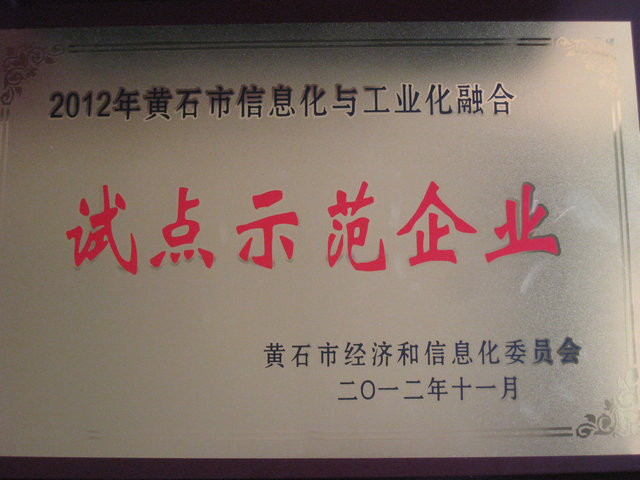 2012年黄石市信息化与工业化融合
试点示范企业
黄石市经济和信息化委员会
二〇一二年十一月